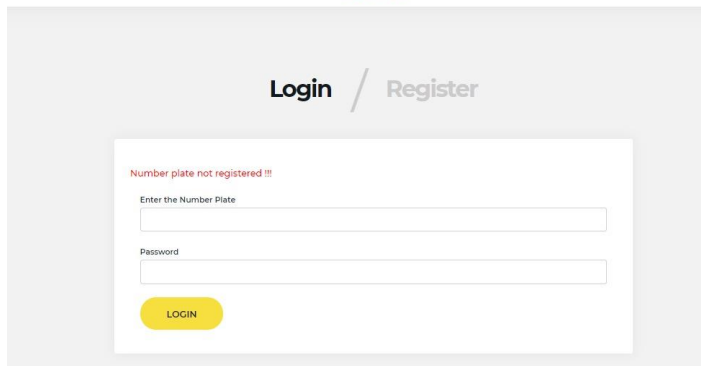 Login / Register
Number plate not registered !!!
Enter the Number Plate
Password
LOGIN